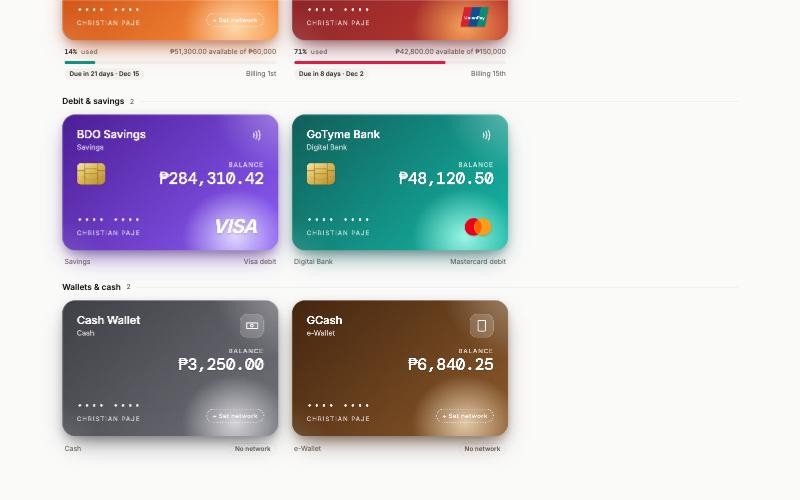 •••• ••••
CHRISTIAN PAJE
+ Set network
•••• ••••
CHRISTIAN PAJE
UnionPay
14% used
₱51,300.00 available of ₱60,000
71% used
₱42,800.00 available of ₱150,000
Due in 21 days · Dec 15
Billing 1st
Due in 8 days · Dec 2
Billing 15th
Debit & savings 2
BDO Savings
Savings
BALANCE
₱284,310.42
•••• ••••
CHRISTIAN PAJE
VISA
GoTyme Bank
Digital Bank
BALANCE
₱48,120.50
•••• ••••
CHRISTIAN PAJE
Savings
Visa debit
Digital Bank
Mastercard debit
Wallets & cash 2
Cash Wallet
Cash
BALANCE
₱3,250.00
•••• ••••
CHRISTIAN PAJE
+ Set network
GCash
e-Wallet
BALANCE
₱6,840.25
•••• ••••
CHRISTIAN PAJE
+ Set network
Cash
No network
e-Wallet
No network